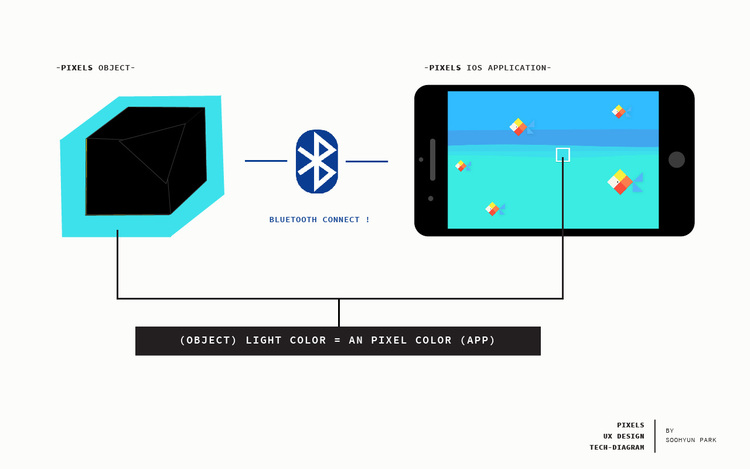 -PIXELS OBJECT-
-PIXELS IOS APPLICATION-
BLUETOOTH CONNECT !
(OBJECT) LIGHT COLOR = AN PIXEL COLOR (APP)
PIXELS
UX DESIGN
TECH-DIAGRAM
BY
SOOHYUN PARK